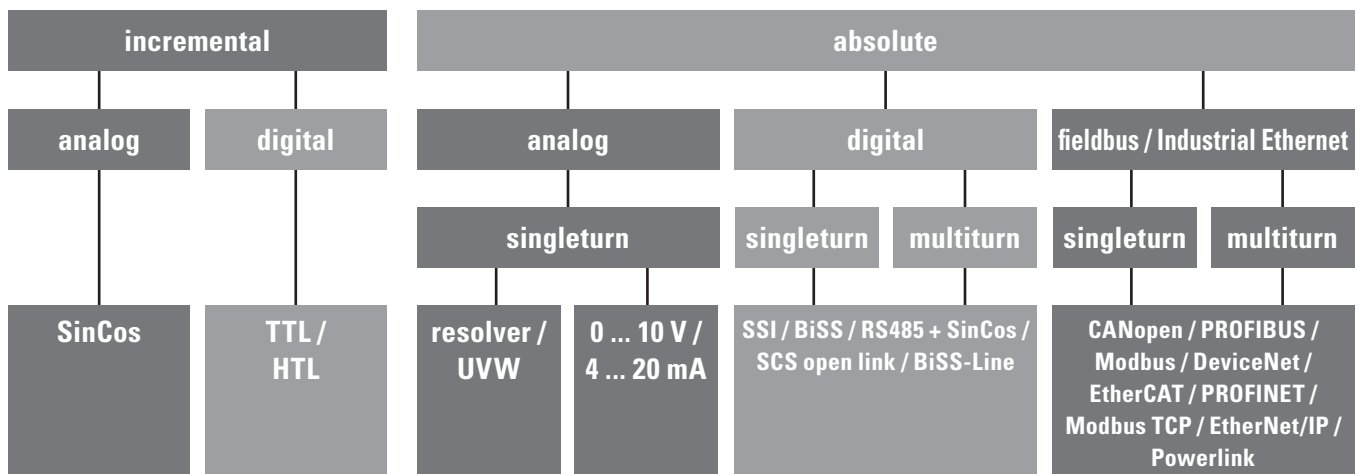 incremental
absolute
analog
digital
analog
digital
fieldbus / Industrial Ethernet
singleturn
singleturn
multiturn
singleturn
multiturn
SinCos
TTL /
HTL
resolver /
UVW
0 ... 10 V /
4 ... 20 mA
SSI / BiSS / RS485 + SinCos /
SCS open link / BiSS-Line
CANopen / PROFIBUS /
Modbus / DeviceNet /
EtherCAT / PROFINET /
Modbus TCP / EtherNet/IP /
Powerlink